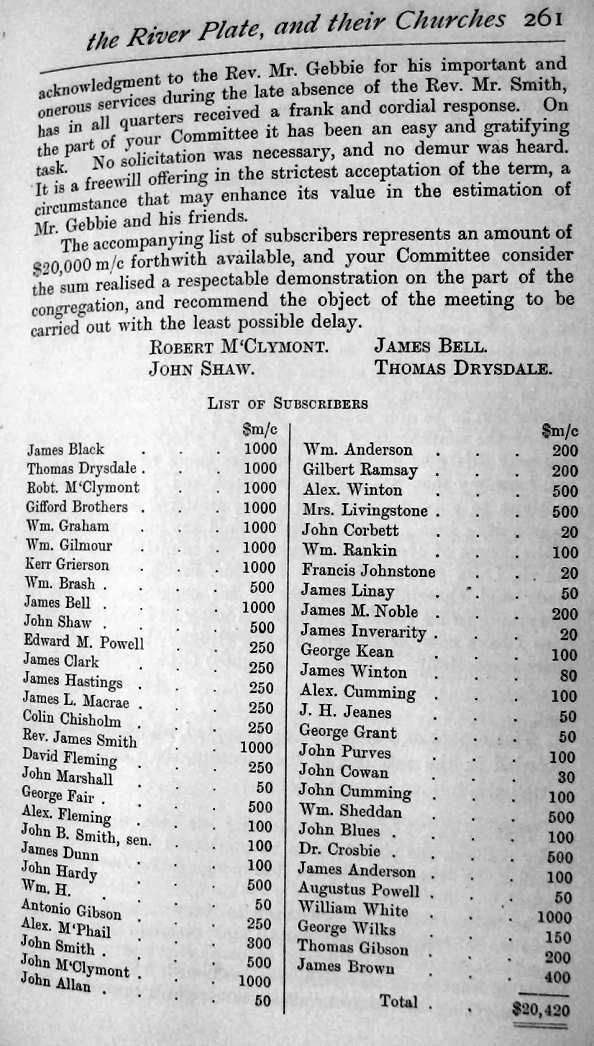 the River Plate, and their Churches 261
acknowledgment to the Rev. Mr. Gebbie for his important and
onerous services during the late absence of the Rev. Mr. Smith,
has in all quarters received a frank and cordial response. On
the part of your Committee it has been an easy and gratifying
task. No solicitation was necessary, and no demur was heard.
It is a freewill offering in the strictest acceptation of the term, a
circumstance that may enhance its value in the estimation of
Mr. Gebbie and his friends.
The accompanying list of subscribers represents an amount of
$20,000 m/c forthwith available, and your Committee consider
the sum realised a respectable demonstration on the part of the
congregation, and recommend the object of the meeting to be
carried out with the least possible delay.
ROBERT M‘CLYMONT. JAMES BELL.
JOHN SHAW. THOMAS DRYSDALE.
LIST OF SUBSCRIBERS
$m/c
James Black . . . 1000
Thomas Drysdale . . . 1000
Robt. M‘Clymont . . 1000
Gifford Brothers . . . 1000
Wm. Graham . . . 1000
Wm. Gilmour . . . 1000
Kerr Grierson . . . 1000
Wm. Brash . . . . 500
James Bell . . . . 1000
John Shaw . . . . 500
Edward M. Powell . . 250
James Clark . . . 250
James Hastings . . . 250
James L. Macrae . . . 250
Colin Chisholm . . . 250
Rev. James Smith . . 1000
David Fleming . . . 250
John Marshall . . . 50
George Fair . . . . 500
Alex. Fleming . . . 100
John B. Smith, sen. . . 100
James Dunn . . . 100
John Hardy . . . 500
Wm. H. . . . . 50
Antonio Gibson . . . 250
Alex. M‘Phail . . . 300
John Smith . . . . 500
John M‘Clymont . . . 1000
John Allan . . . . 50
$m/c
Wm. Anderson . . . 200
Gilbert Ramsay . . . 200
Alex. Winton . . . 500
Mrs. Livingstone . . . 500
John Corbett . . . 20
Wm. Rankin . . . 100
Francis Johnstone . . 20
James Linay . . . 50
James M. Noble . . . 200
James Inverarity . . . 20
George Kean . . . 100
James Winton . . . 80
Alex. Cumming . . . 100
J. H. Jeanes . . . 50
George Grant . . . 50
John Purves . . . 100
John Cowan . . . 30
John Cumming . . . 100
Wm. Sheddan . . . 500
John Blues . . . . 100
Dr. Crosbie . . . . 500
James Anderson . . . 100
Augustus Powell . . . 50
William White . . . 1000
George Wilks . . . 150
Thomas Gibson . . . 200
James Brown . . . 400
Total . . $20,420